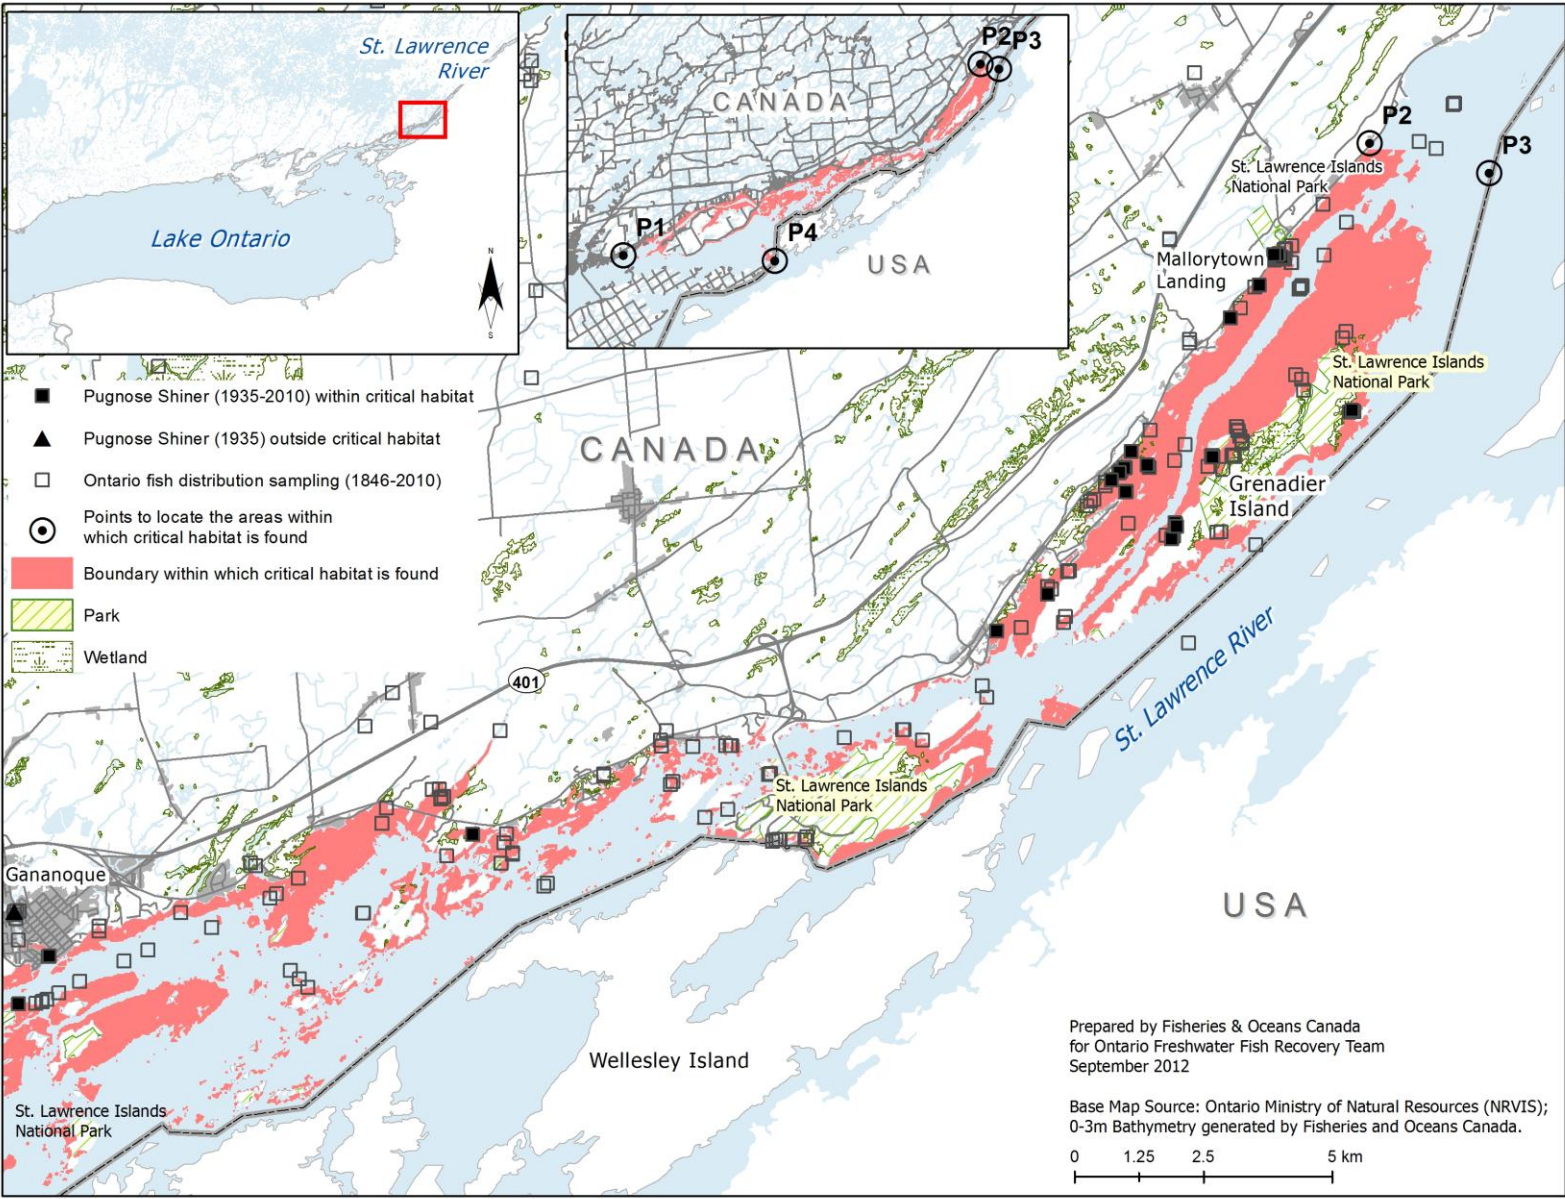 St. Lawrence
River
Lake Ontario
N
S
P2
P3
CANADA
P1
P4
USA
P2
P3
St. Lawrence Islands
National Park
Mallorytown
Landing
St. Lawrence Islands
National Park
Grenadier
Island
CANADA
Pugnose Shiner (1935-2010) within critical habitat
Pugnose Shiner (1935) outside critical habitat
Ontario fish distribution sampling (1846-2010)
Points to locate the areas within
which critical habitat is found
Boundary within which critical habitat is found
Park
Wetland
401
St. Lawrence River
St. Lawrence Islands
National Park
Gananoque
USA
Wellesley Island
St. Lawrence Islands
National Park
Prepared by Fisheries & Oceans Canada
for Ontario Freshwater Fish Recovery Team
September 2012
Base Map Source: Ontario Ministry of Natural Resources (NRVIS);
0-3m Bathymetry generated by Fisheries and Oceans Canada.
0 1.25 2.5 5 km